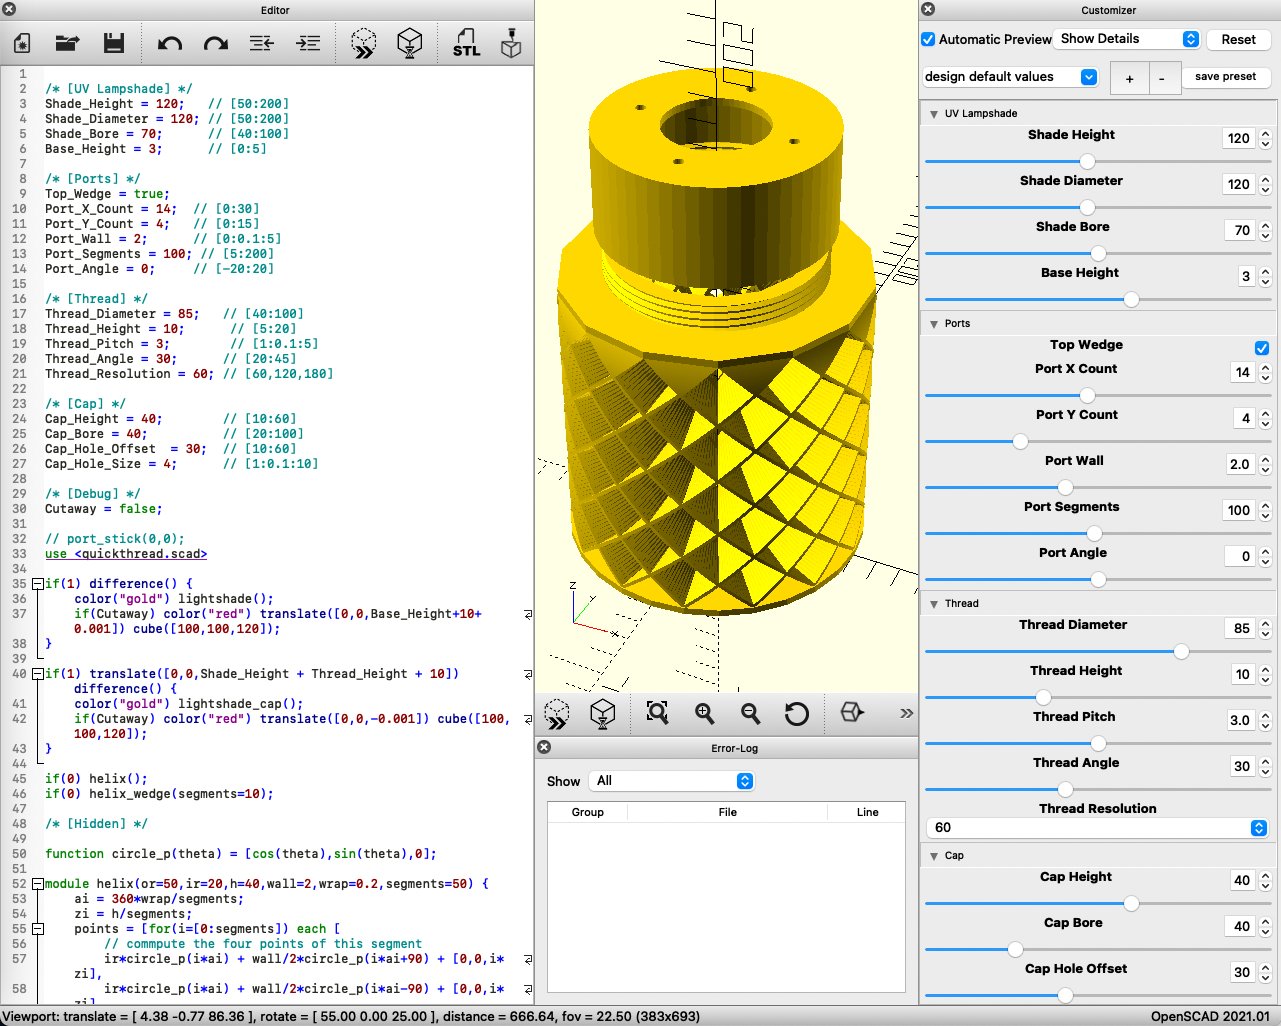 Editor
STL
1
2 /* [UV Lampshade] */
3 Shade_Height = 120; // [50:200]
4 Shade_Diameter = 120; // [50:200]
5 Shade_Bore = 70; // [40:100]
6 Base_Height = 3; // [0:5]
7
8 /* [Ports] */
9 Top_Wedge = true;
10 Port_X_Count = 14; // [0:30]
11 Port_Y_Count = 4; // [0:15]
12 Port_Wall = 2; // [0:0.1:5]
13 Port_Segments = 100; // [5:200]
14 Port_Angle = 0; // [-20:20]
15
16 /* [Thread] */
17 Thread_Diameter = 85; // [40:100]
18 Thread_Height = 10; // [5:20]
19 Thread_Pitch = 3; // [1:0.1:5]
20 Thread_Angle = 30; // [20:45]
21 Thread_Resolution = 60; // [60,120,180]
22
23 /* [Cap] */
24 Cap_Height = 40; // [10:60]
25 Cap_Bore = 40; // [20:100]
26 Cap_Hole_Offset = 30; // [10:60]
27 Cap_Hole_Size = 4; // [1:0.1:10]
28
29 /* [Debug] */
30 Cutaway = false;
31
32 // port_stick(0,0);
33 use <quickthread.scad>
34
35 if(1) difference() {
36 color("gold") lightshade();
37 if(Cutaway) color("red") translate([0,0,Base_Height+10+
0.001]) cube([100,100,120]);
38 }
39
40 if(1) translate([0,0,Shade_Height + Thread_Height + 10])
difference() {
41 color("gold") lightshade_cap();
42 if(Cutaway) color("red") translate([0,0,-0.001]) cube([100,
100,120]);
43 }
44
45 if(0) helix();
46 if(0) helix_wedge(segments=10);
47
48 /* [Hidden] */
49
50 function circle_p(theta) = [cos(theta),sin(theta),0];
51
52 module helix(or=50,ir=20,h=40,wall=2,wrap=0.2,segments=50) {
53 ai = 360*wrap/segments;
54 zi = h/segments;
55 points = [for(i=[0:segments]) each [
56 // commpute the four points of this segment
57 ir*circle_p(i*ai) + wall/2*circle_p(i*ai+90) + [0,0,i*
zi],
58 ir*circle_p(i*ai) + wall/2*circle_p(i*ai-90) + [0,0,i*
zi]
z
y
x
»
Error-Log
Show All
Group File Line
Customizer
Automatic Preview Show Details Reset
design default values + - save preset
UV Lampshade
Shade Height
120
Shade Diameter
120
Shade Bore
70
Base Height
3
Ports
Top Wedge
Port X Count
14
Port Y Count
4
Port Wall
2.0
Port Segments
100
Port Angle
0
Thread
Thread Diameter
85
Thread Height
10
Thread Pitch
3.0
Thread Angle
30
Thread Resolution
60
Cap
Cap Height
40
Cap Bore
40
Cap Hole Offset
30
Viewport: translate = [ 4.38 -0.77 86.36 ], rotate = [ 55.00 0.00 25.00 ], distance = 666.64, fov = 22.50 (383x693)
OpenSCAD 2021.01